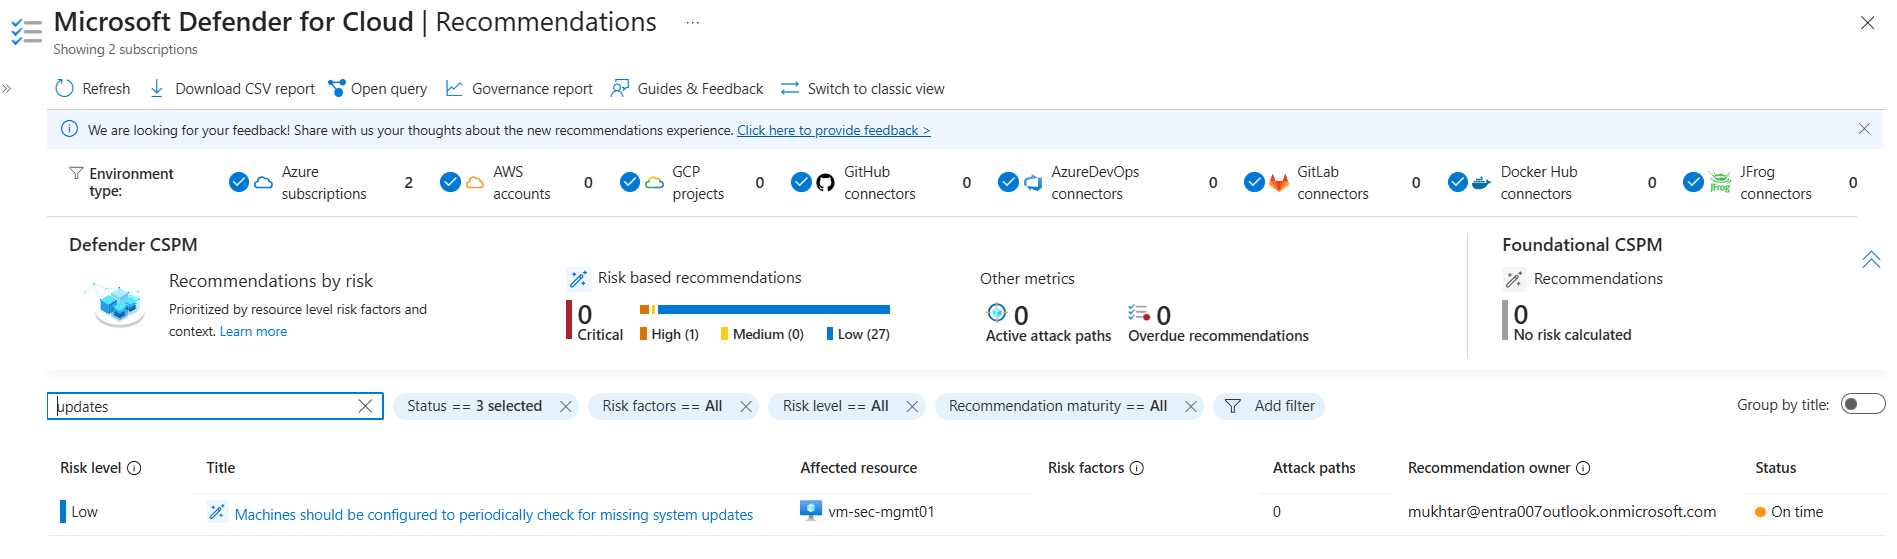 Microsoft Defender for Cloud | Recommendations ...
Showing 2 subscriptions
Refresh Download CSV report Open query Governance report Guides & Feedback Switch to classic view
We are looking for your feedback! Share with us your thoughts about the new recommendations experience. Click here to provide feedback >
Environment type:
Azure subscriptions 2
AWS accounts 0
GCP projects 0
GitHub connectors 0
AzureDevOps connectors 0
GitLab connectors 0
Docker Hub connectors 0
JFrog
JFrog connectors 0
Defender CSPM
Recommendations by risk
Prioritized by resource level risk factors and
context. Learn more
Risk based recommendations
0
Critical
High (1) Medium (0) Low (27)
Other metrics
0
Active attack paths
0
Overdue recommendations
Foundational CSPM
Recommendations
0
No risk calculated
updates
Status == 3 selected
Risk factors == All
Risk level == All
Recommendation maturity == All
Add filter
Group by title:
Risk level Title Affected resource Risk factors Attack paths Recommendation owner Status
Low Machines should be configured to periodically check for missing system updates vm-sec-mgmt01 0 mukhtar@entra007outlook.onmicrosoft.com On time